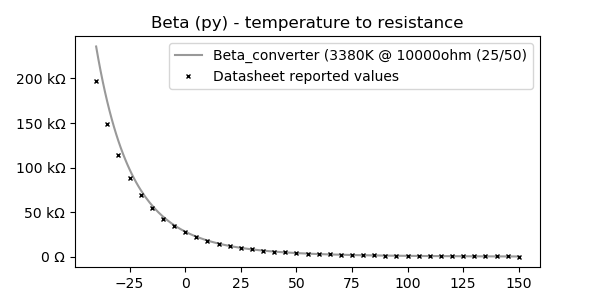 Beta (py) - temperature to resistance
Beta_converter (3380K @ 10000ohm (25/50)
Datasheet reported values
200 kΩ
150 kΩ
100 kΩ
50 kΩ
0 Ω
−25 0 25 50 75 100 125 150